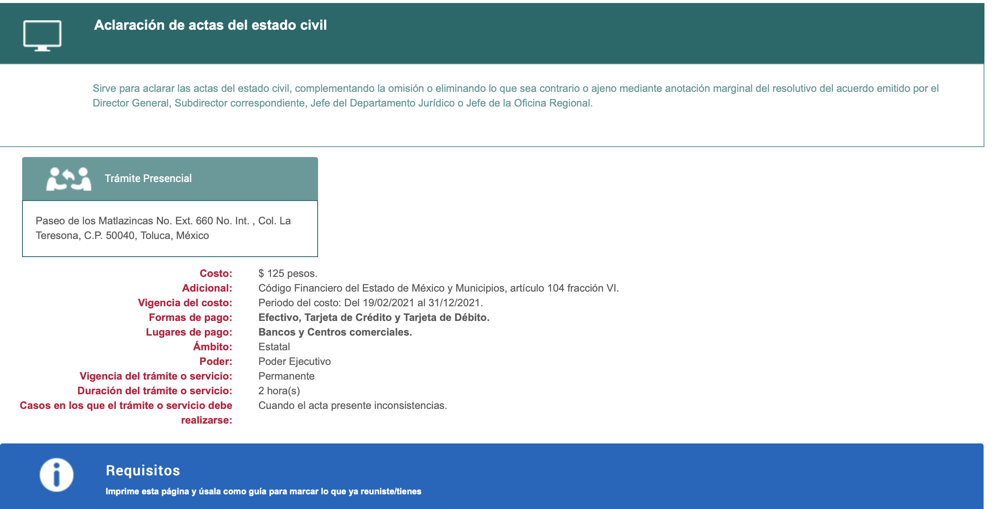 Aclaración de actas del estado civil
Sirve para aclarar las actas del estado civil, complementando la omisión o eliminando lo que sea contrario o ajeno mediante anotación marginal del resolutivo del acuerdo emitido por el
Director General, Subdirector correspondiente, Jefe del Departamento Jurídico o Jefe de la Oficina Regional.
Trámite Presencial
Paseo de los Matlazincas No. Ext. 660 No. Int. , Col. La
Teresona, C.P. 50040, Toluca, México
Costo: $ 125 pesos.
Adicional: Código Financiero del Estado de México y Municipios, artículo 104 fracción VI.
Vigencia del costo: Periodo del costo: Del 19/02/2021 al 31/12/2021.
Formas de pago: Efectivo, Tarjeta de Crédito y Tarjeta de Débito.
Lugares de pago: Bancos y Centros comerciales.
Ámbito: Estatal
Poder: Poder Ejecutivo
Vigencia del trámite o servicio: Permanente
Duración del trámite o servicio: 2 hora(s)
Casos en los que el trámite o servicio debe Cuando el acta presente inconsistencias.
realizarse:
Requisitos
Imprime esta página y úsala como guía para marcar lo que ya reuniste/tienes